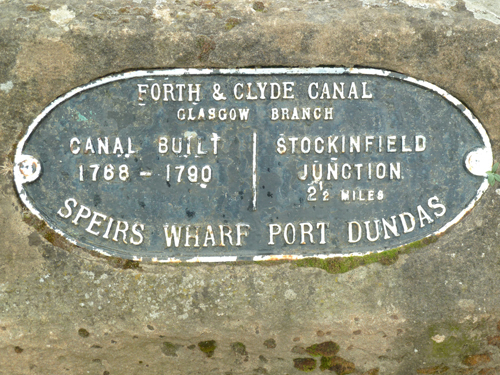 FORTH & CLYDE CANAL
GLASGOW BRANCH
CANAL BUILT
1768 - 1790
STOCKINFIELD
JUNCTION
2½ MILES
SPEIRS WHARF PORT DUNDAS